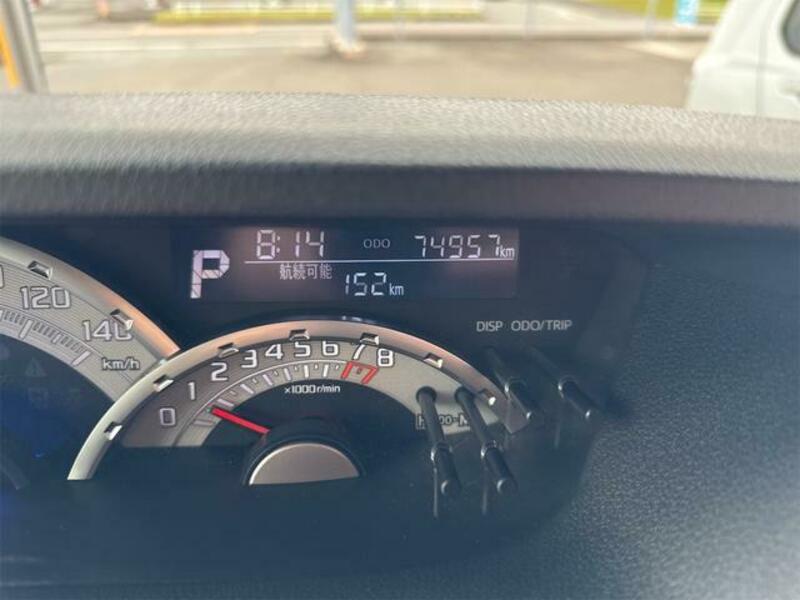 8:14 ODO 74957km
航続可能
152km
P
DISP ODO/TRIP
120
140
km/h
0 1 2 3 4 5 6 7 8
×1000r/min